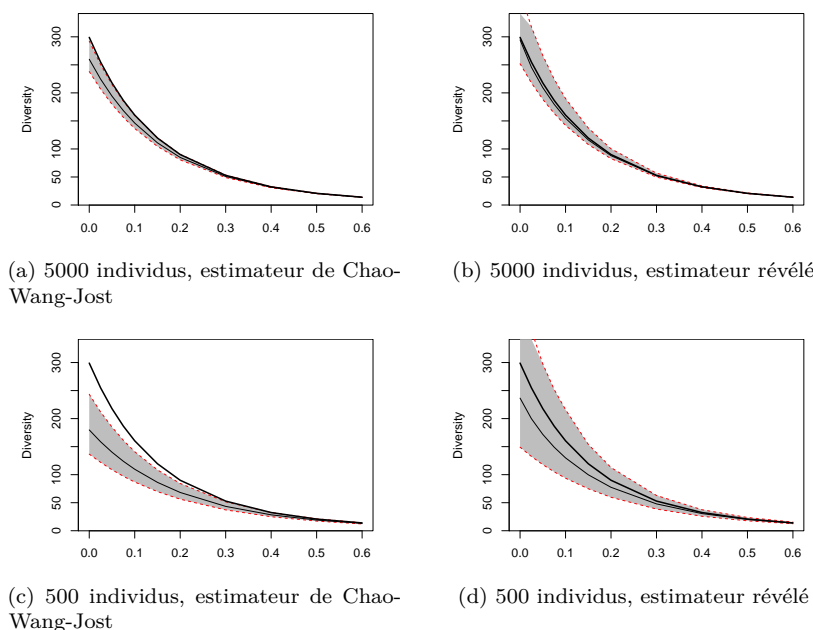 300
200
100
50
0
Diversity
0.0 0.1 0.2 0.3 0.4 0.5 0.6
(a) 5000 individus, estimateur de Chao-
Wang-Jost
300
200
100
50
0
Diversity
0.0 0.1 0.2 0.3 0.4 0.5 0.6
(b) 5000 individus, estimateur révélé
300
200
100
50
0
Diversity
0.0 0.1 0.2 0.3 0.4 0.5 0.6
(c) 500 individus, estimateur de Chao-
Wang-Jost
300
200
100
50
0
Diversity
0.0 0.1 0.2 0.3 0.4 0.5 0.6
(d) 500 individus, estimateur révélé